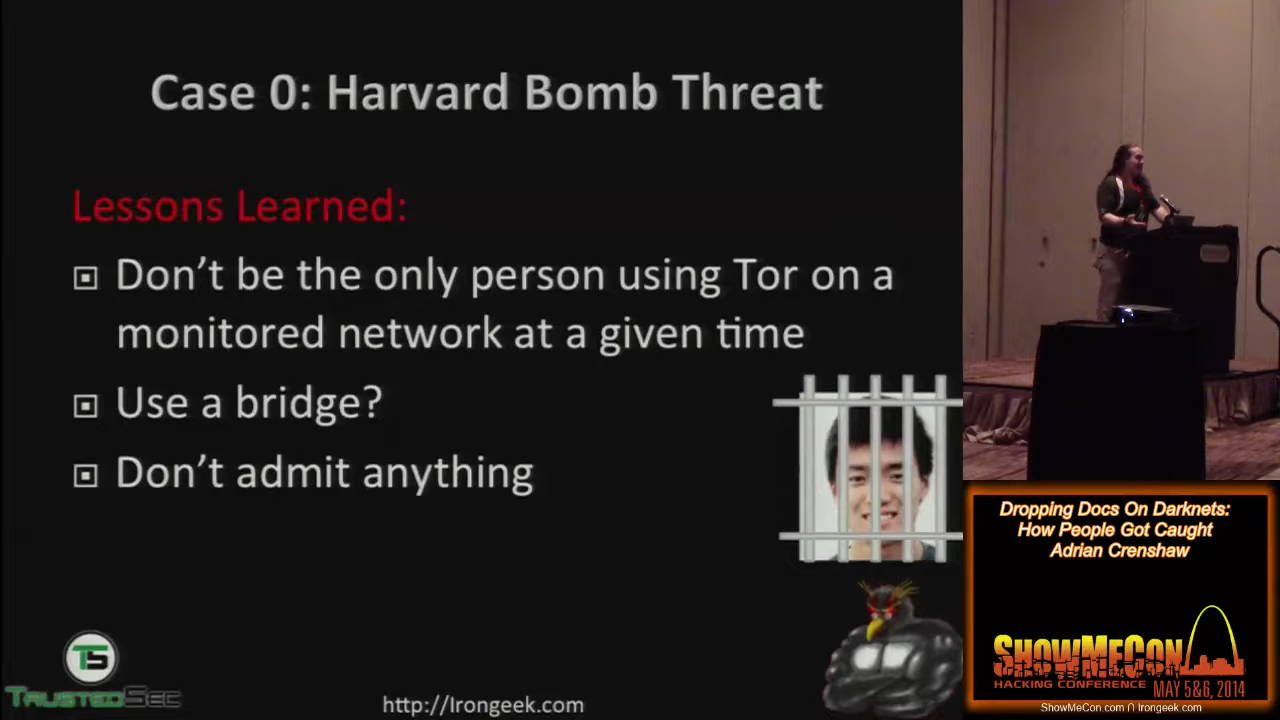 Case 0: Harvard Bomb Threat
Lessons Learned:
Don't be the only person using Tor on a
monitored network at a given time
Use a bridge?
Don't admit anything
TS
TRUSTEDSEC
http://Irongeek.com
Dropping Docs On Darknets:
How People Got Caught
Adrian Crenshaw
SHOWMECON
HACKING CONFERENCE
MAY 5&6, 2014
ShowMeCon.com ∩ Irongeek.com